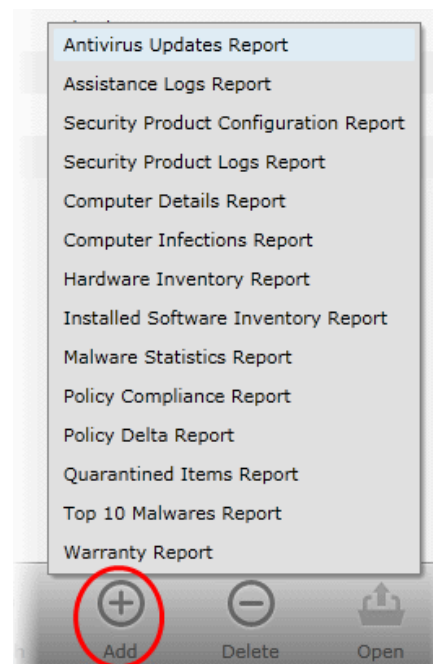 Antivirus Updates Report
Assistance Logs Report
Security Product Configuration Report
Security Product Logs Report
Computer Details Report
Computer Infections Report
Hardware Inventory Report
Installed Software Inventory Report
Malware Statistics Report
Policy Compliance Report
Policy Delta Report
Quarantined Items Report
Top 10 Malwares Report
Warranty Report
Add Delete Open